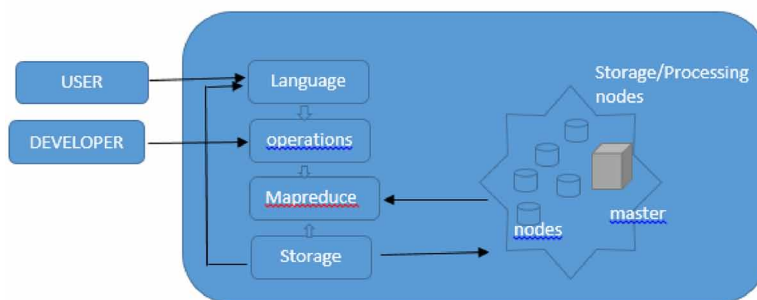 USER
DEVELOPER
Language
operations
Mapreduce
Storage
Storage/Processing
nodes
nodes
master